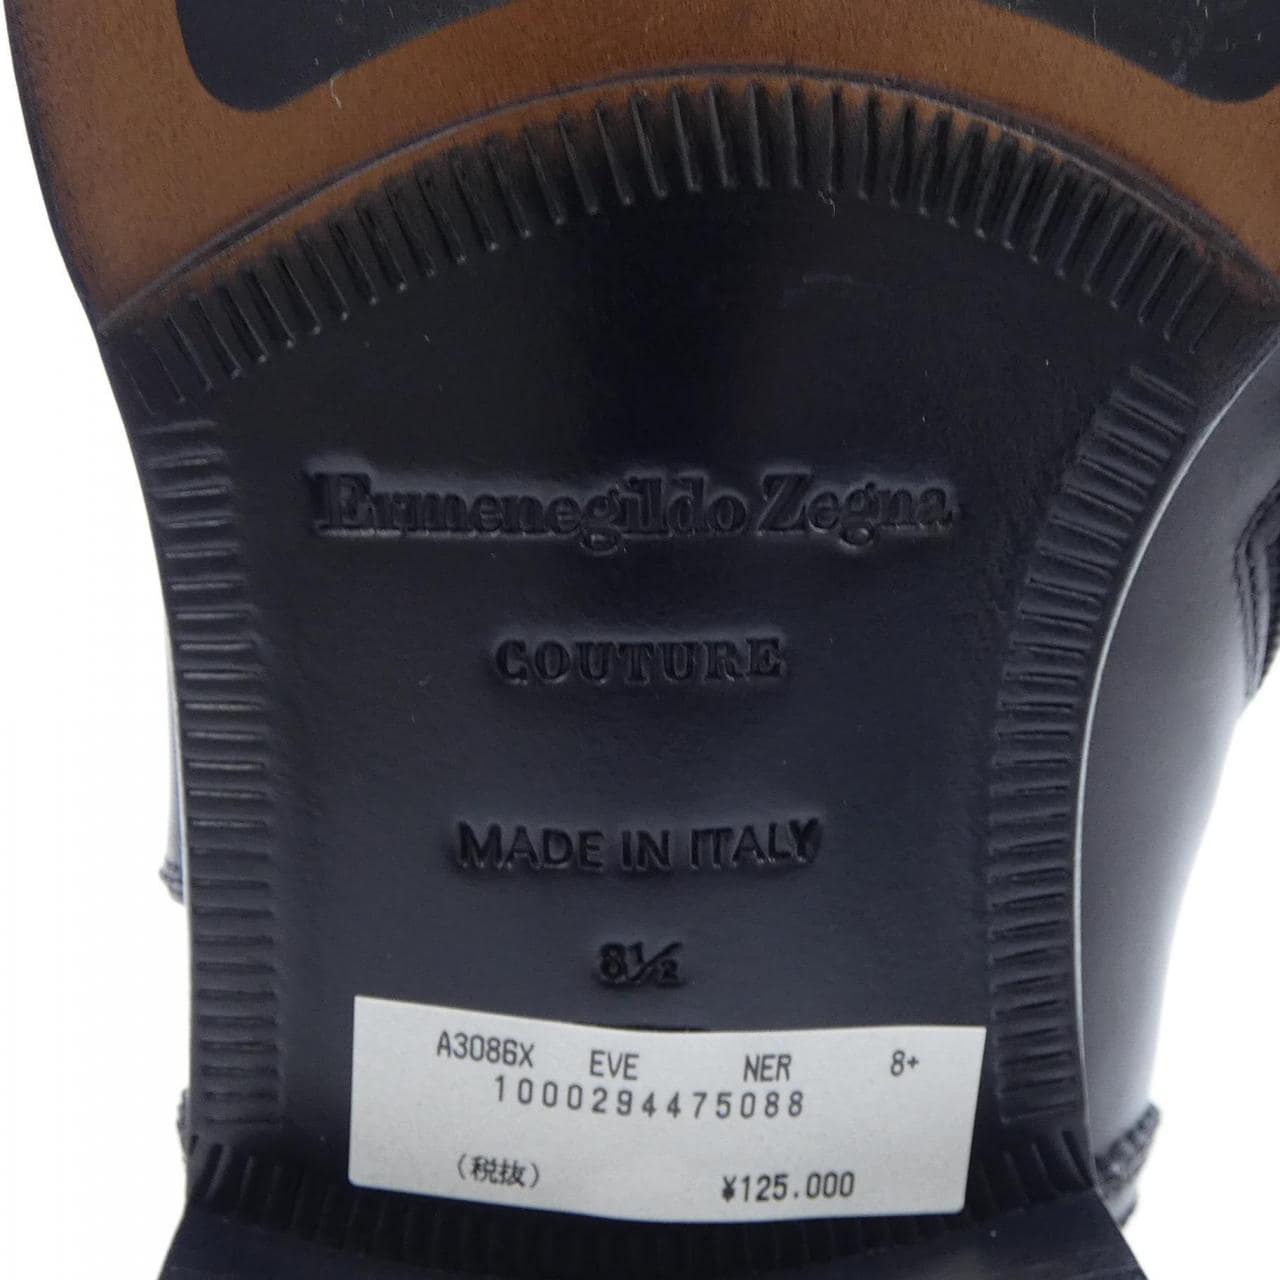 Ermenegildo Zegna
COUTURE
MADE IN ITALY
8½
A3086X EVE NER 8+
1000294475088
(税抜) ¥125.000